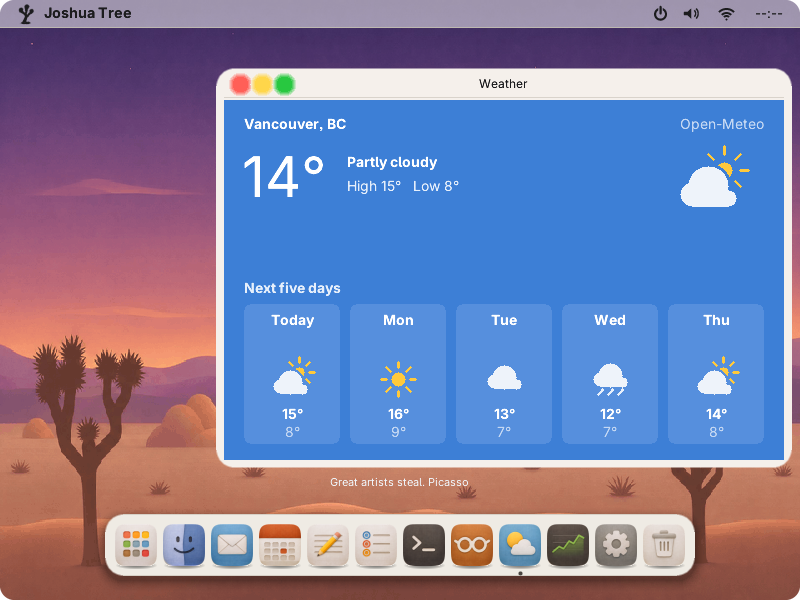 Joshua Tree
--:--
Weather
Vancouver, BC
Open-Meteo
14°
Partly cloudy
High 15° Low 8°
Next five days
Today
Mon
Tue
Wed
Thu
15°
16°
13°
12°
14°
8°
9°
7°
7°
8°
Great artists steal. Picasso